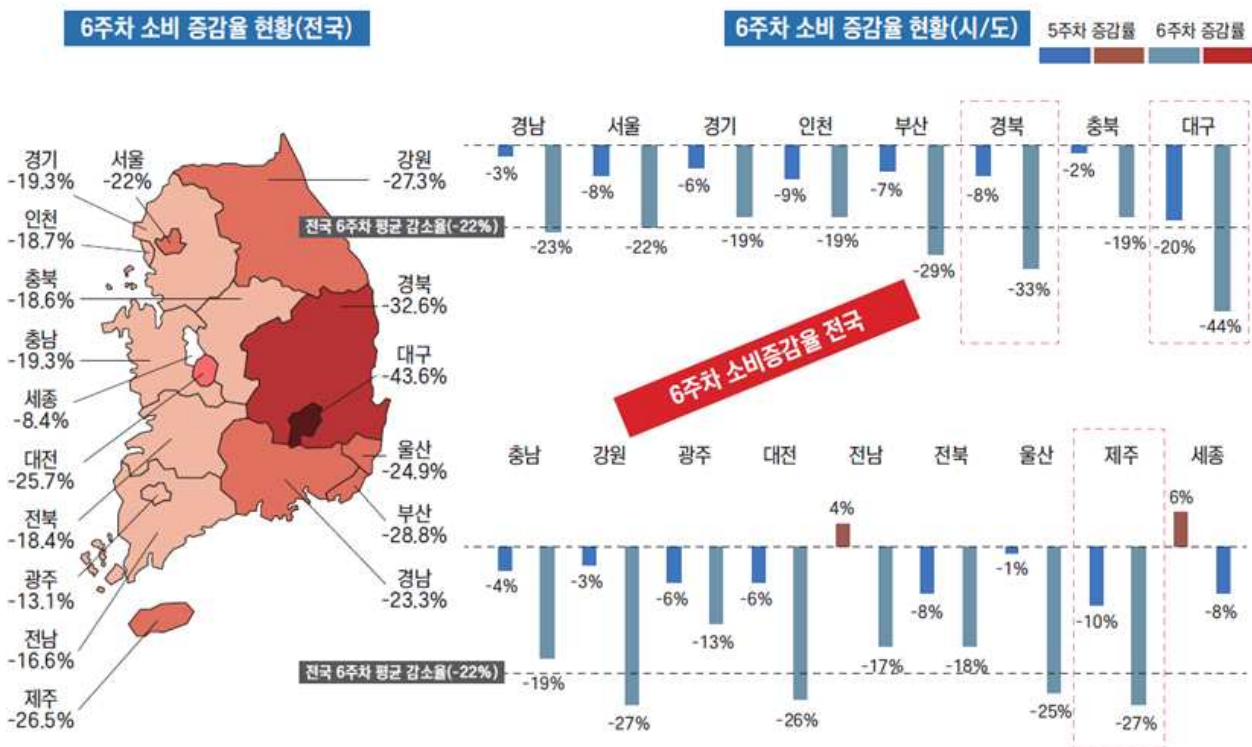 6주차 소비 증감율 현황(전국)
6주차 소비 증감율 현황(시/도)
5주차 증감률
6주차 증감률
경기
-19.3%
서울
-22%
강원
-27.3%
인천
-18.7%
충북
-18.6%
경북
-32.6%
충남
-19.3%
대구
-43.6%
세종
-8.4%
대전
-25.7%
울산
-24.9%
전북
-18.4%
부산
-28.8%
광주
-13.1%
경남
-23.3%
전남
-16.6%
제주
-26.5%
경남 서울 경기 인천 부산 경북 충북 대구
-3% -8% -6% -9% -7% -8% -2% -20%
전국 6주차 평균 감소율(-22%)
-23% -22% -19% -19% -29% -33% -19% -44%
6주차 소비증감율 전국
충남 강원 광주 대전 전남 전북 울산 제주 세종
-4% -3% -6% -6% 4% -8% -1% -10% 6%
전국 6주차 평균 감소율(-22%)
-19% -27% -13% -26% -17% -18% -25% -27% -8%